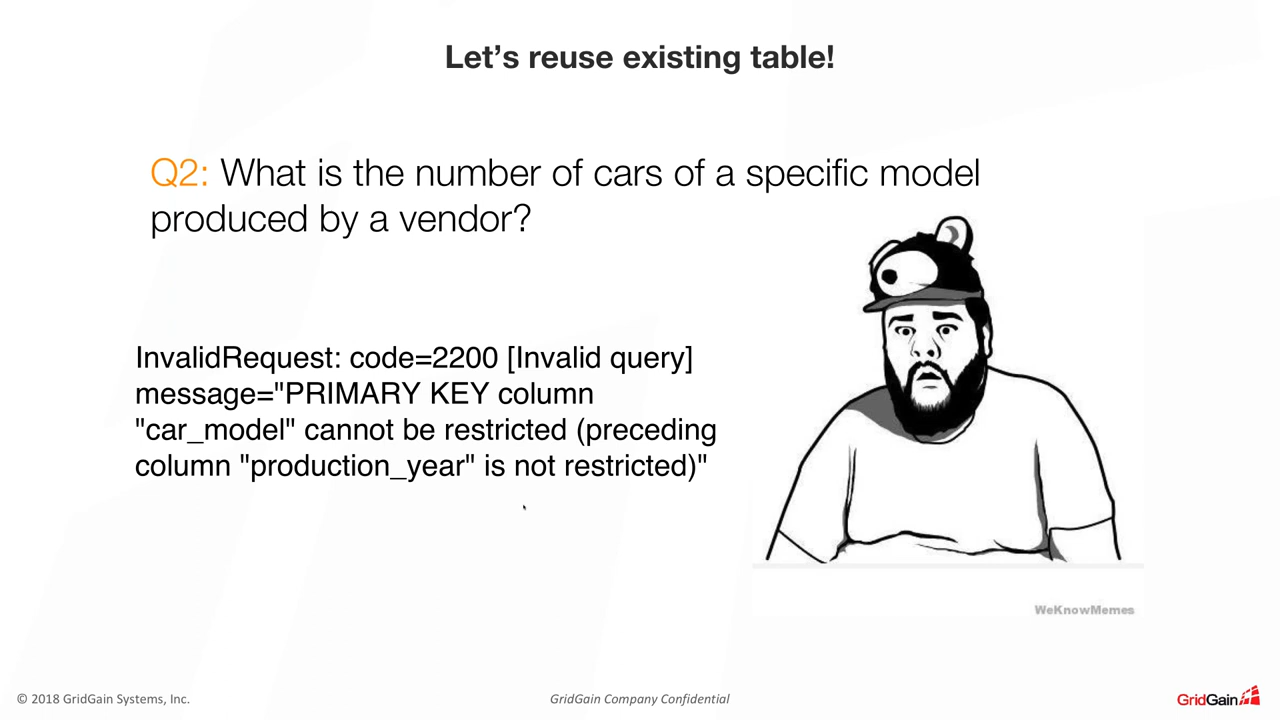 Let’s reuse existing table!
Q2: What is the number of cars of a specific model
produced by a vendor?
InvalidRequest: code=2200 [Invalid query]
message="PRIMARY KEY column
"car_model" cannot be restricted (preceding
column "production_year" is not restricted)"
WeKnowMemes
© 2018 GridGain Systems, Inc.
GridGain Company Confidential
GridGain